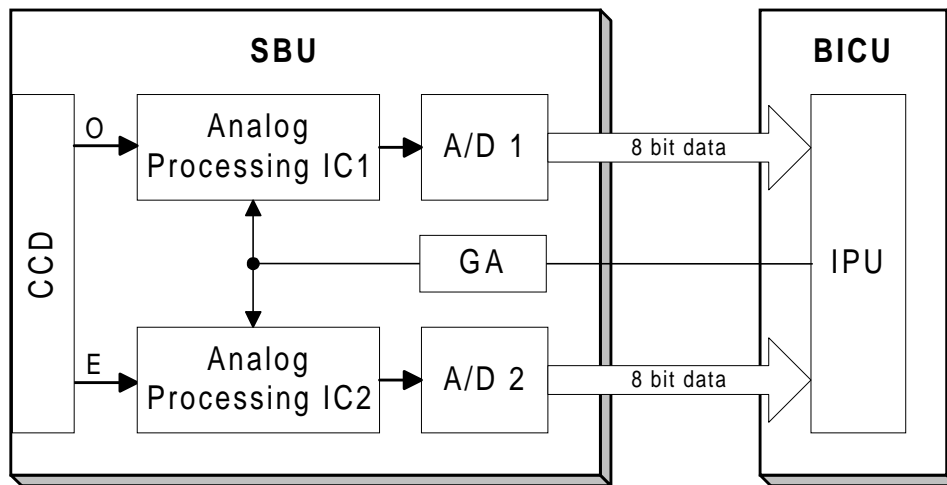 SBU
BICU
O
Analog
Processing IC1
A/D 1
8 bit data
CCD
GA
IPU
E
Analog
Processing IC2
A/D 2
8 bit data